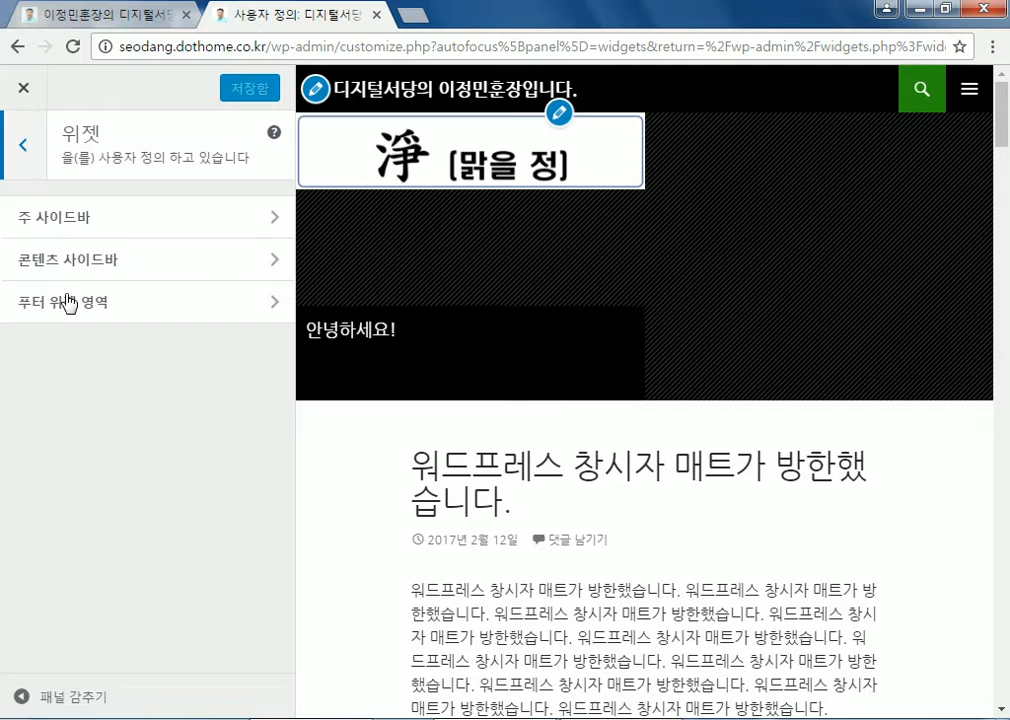 이정민훈장의 디지털서당
사용자 정의: 디지털서당
seodang.dothome.co.kr/wp-admin/customize.php?autofocus%5Bpanel%5D=widgets&return=%2Fwp-admin%2Fwidgets.php%3Fwid
저장함
디지털서당의 이정민훈장입니다.
위젯
을(를) 사용자 정의 하고 있습니다
淨 [맑을 정]
주 사이드바
콘텐츠 사이드바
푸터 영역
안녕하세요!
워드프레스 창시자 매트가 방한했
습니다.
2017년 2월 12일 댓글 남기기
워드프레스 창시자 매트가 방한했습니다. 워드프레스 창시자 매트가 방
한했습니다. 워드프레스 창시자 매트가 방한했습니다. 워드프레스 창시
자 매트가 방한했습니다. 워드프레스 창시자 매트가 방한했습니다. 워
드프레스 창시자 매트가 방한했습니다. 워드프레스 창시자 매트가 방한
했습니다. 워드프레스 창시자 매트가 방한했습니다. 워드프레스 창시자
매트가 방한했습니다. 워드프레스 창시자 매트가 방한했습니다.
패널 감추기